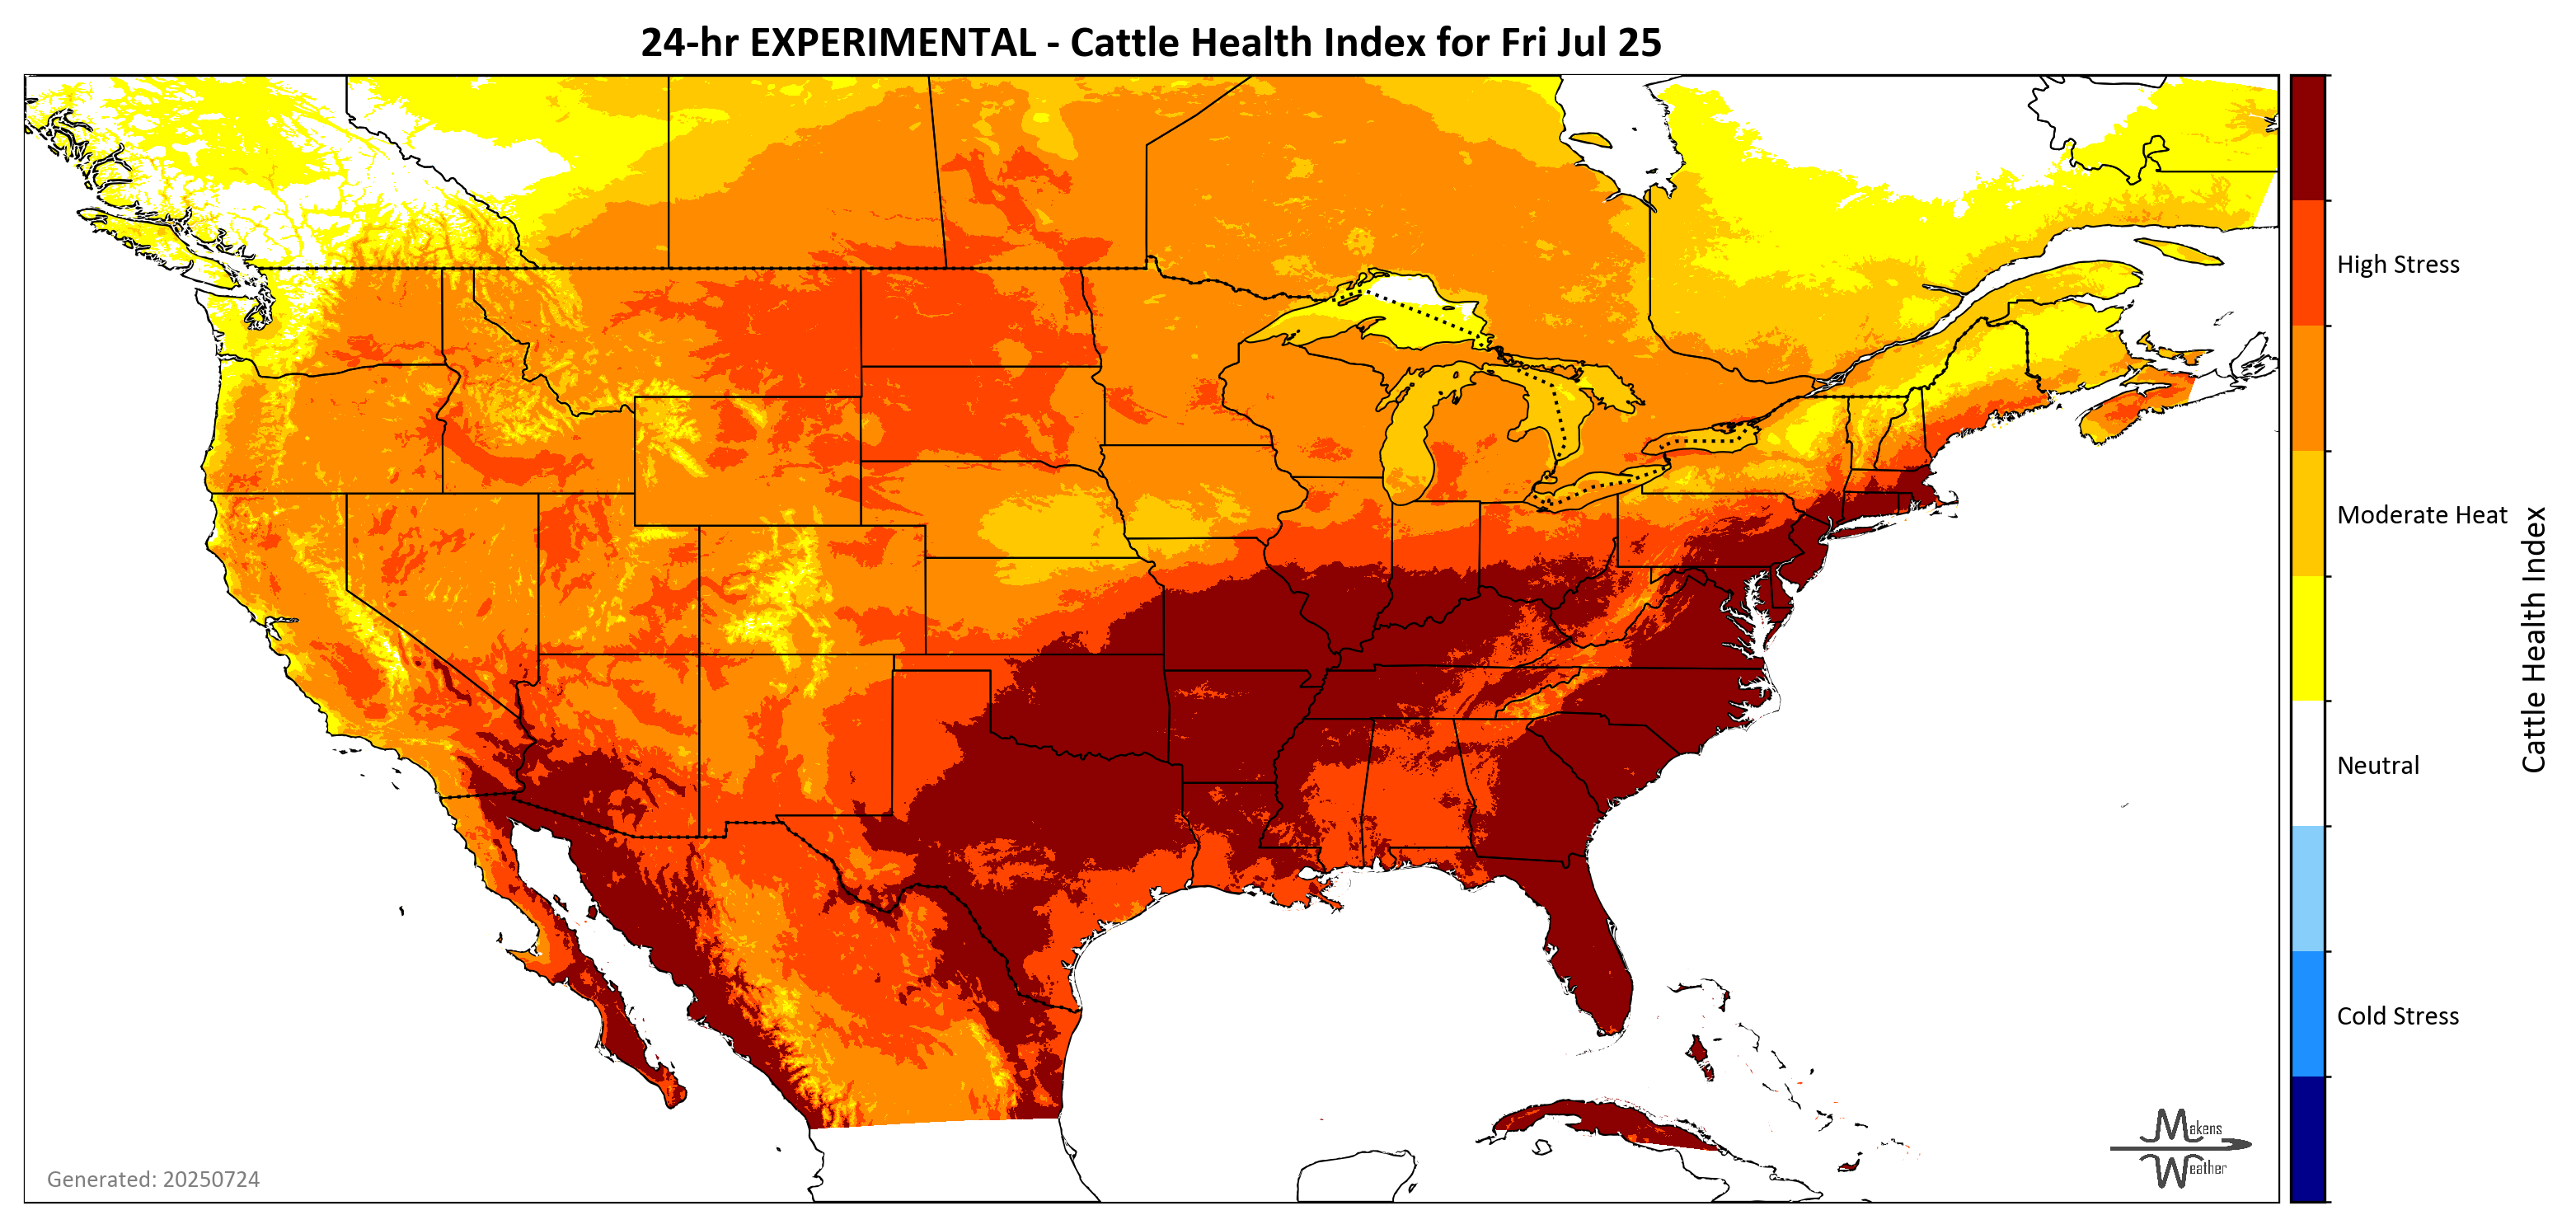 24-hr EXPERIMENTAL - Cattle Health Index for Fri Jul 25
High Stress
Moderate Heat
Neutral
Cold Stress
Cattle Health Index
Makens
Weather
Generated: 20250724